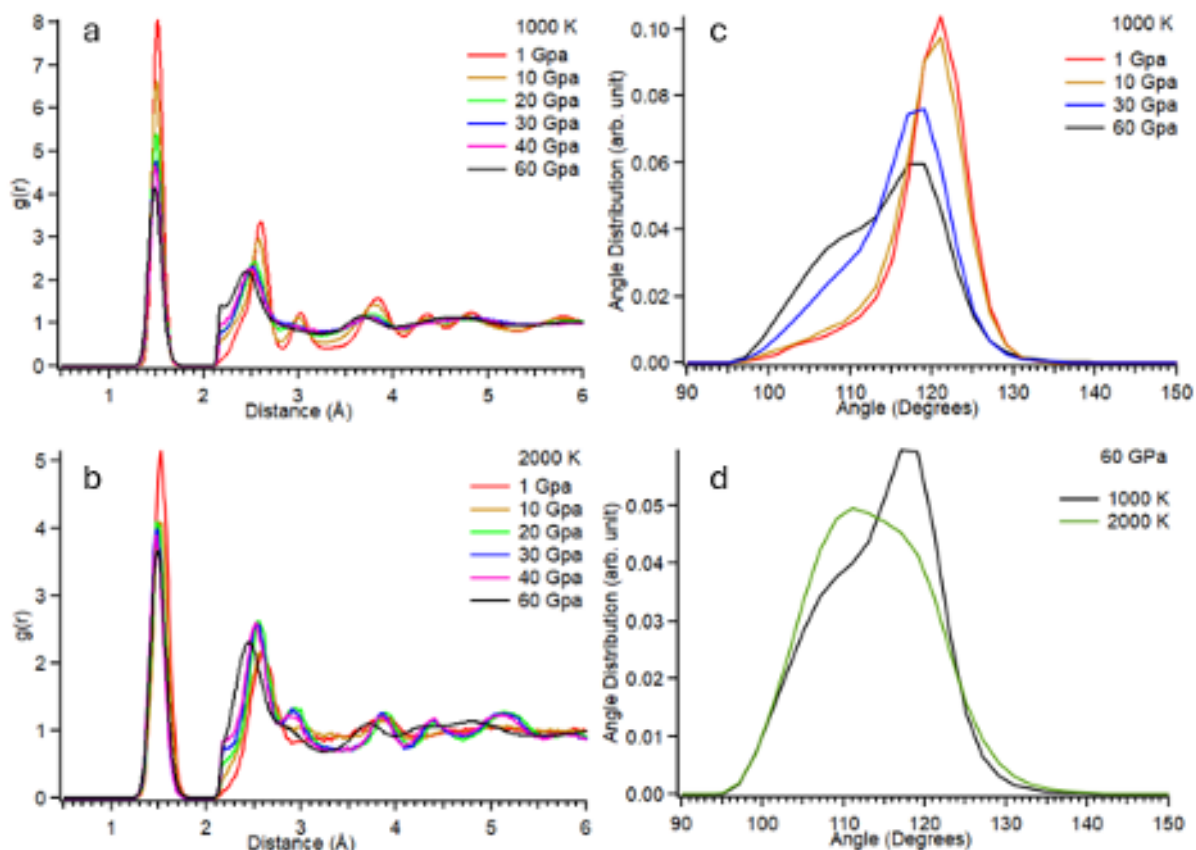 a
1000 K
1 Gpa
10 Gpa
20 Gpa
30 Gpa
40 Gpa
60 Gpa
8
7
6
5
4
3
2
1
0
g(r)
1 2 3 4 5 6
Distance (Å)
c
1000 K
1 Gpa
10 Gpa
30 Gpa
60 Gpa
0.10
0.08
0.06
0.04
0.02
0.00
Angle Distribution (arb. unit)
90 100 110 120 130 140 150
Angle (Degrees)
b
2000 K
1 Gpa
10 Gpa
20 Gpa
30 Gpa
40 Gpa
60 Gpa
5
4
3
2
1
0
g(r)
1 2 3 4 5 6
Distance (Å)
d
60 GPa
1000 K
2000 K
0.05
0.04
0.03
0.02
0.01
0.00
Angle Distribution (arb. unit)
90 100 110 120 130 140 150
Angle (Degrees)